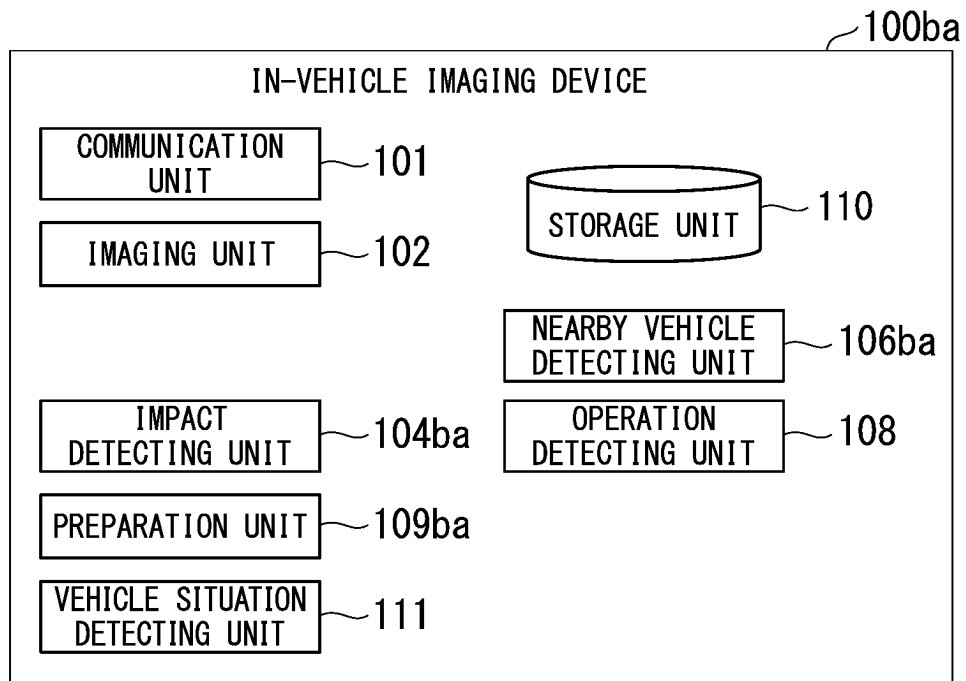 100ba
IN-VEHICLE IMAGING DEVICE
COMMUNICATION
UNIT
101
IMAGING UNIT
102
STORAGE UNIT
110
NEARBY VEHICLE
DETECTING UNIT
106ba
IMPACT
DETECTING UNIT
104ba
OPERATION
DETECTING UNIT
108
PREPARATION UNIT
109ba
VEHICLE SITUATION
DETECTING UNIT
111